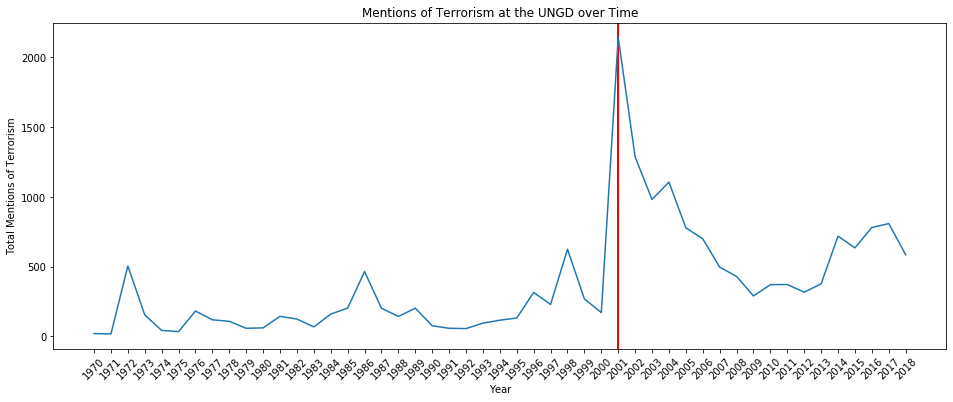 Mentions of Terrorism at the UNGD over Time
Total Mentions of Terrorism
2000
1500
1000
500
0
1970 1971 1972 1973 1974 1975 1976 1977 1978 1979 1980 1981 1982 1983 1984 1985 1986 1987 1988 1989 1990 1991 1992 1993 1994 1995 1996 1997 1998 1999 2000 2001 2002 2003 2004 2005 2006 2007 2008 2009 2010 2011 2012 2013 2014 2015 2016 2017 2018
Year